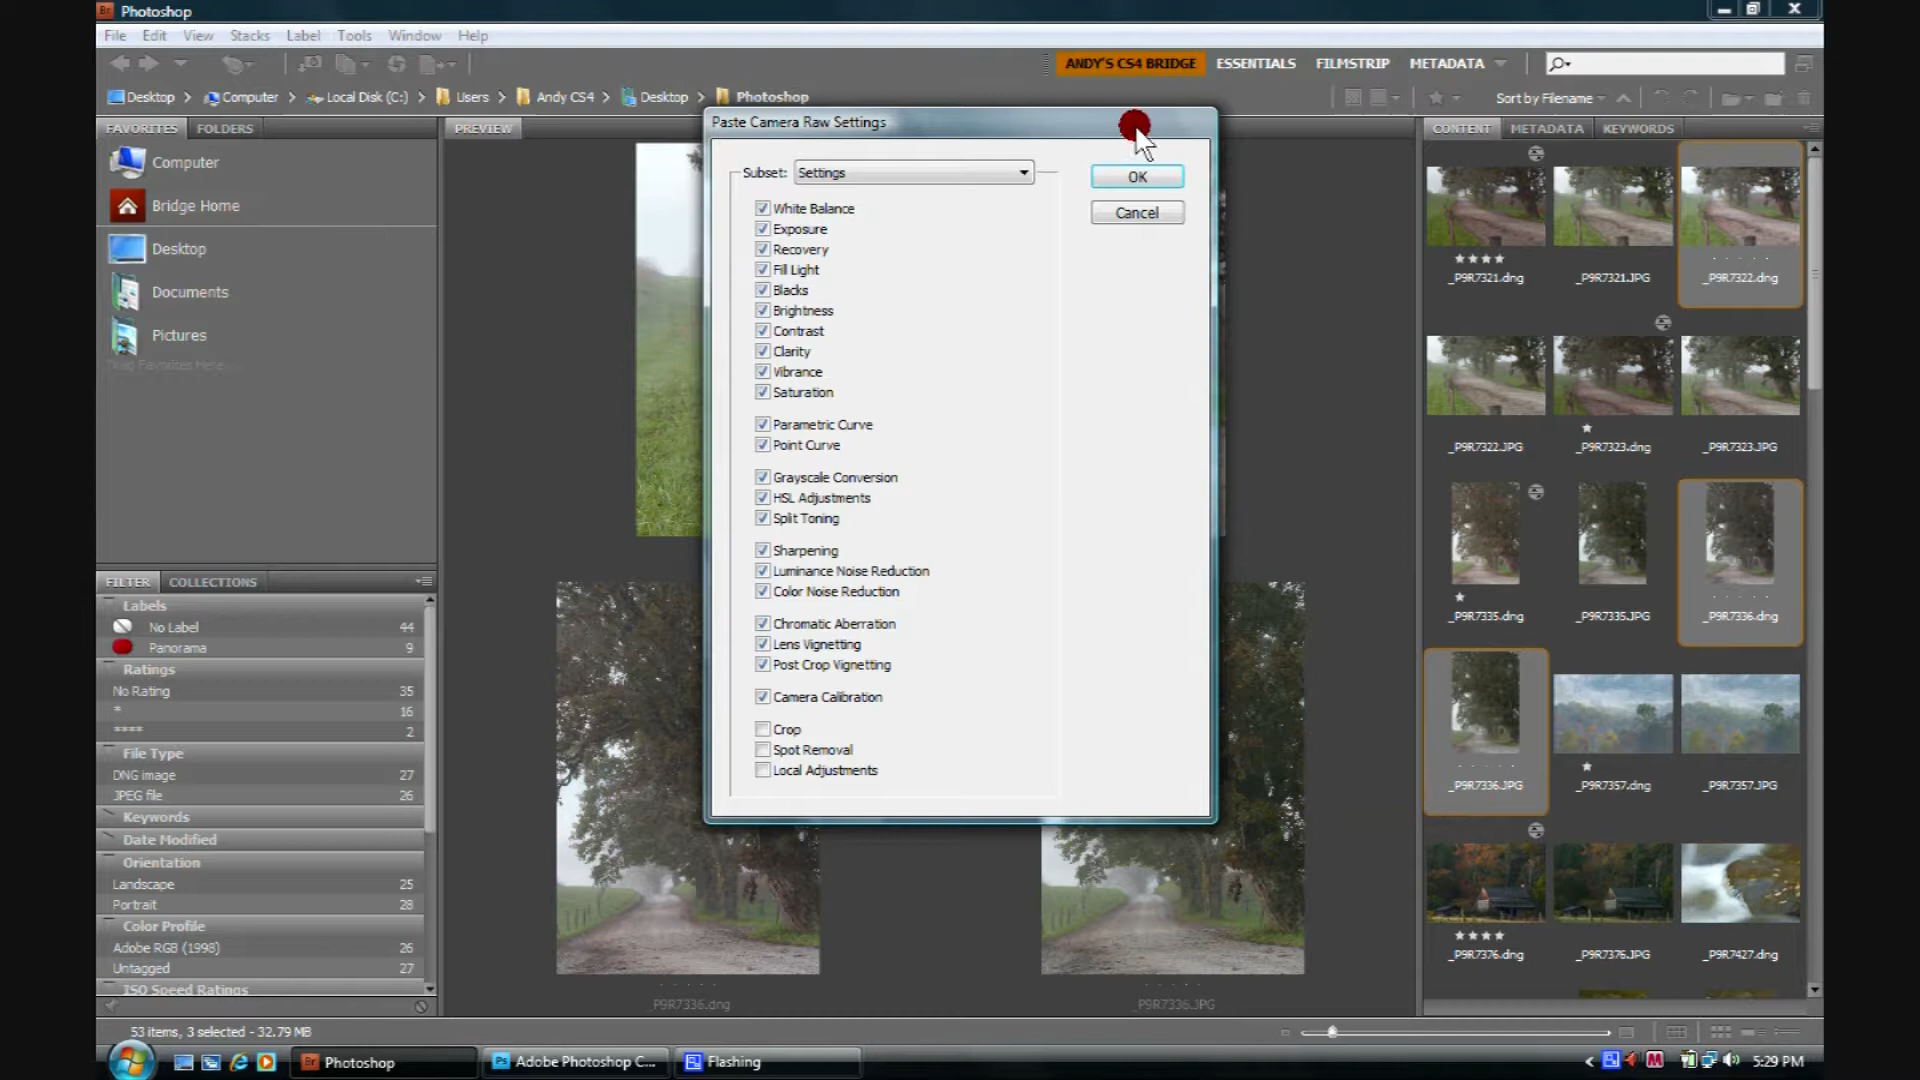 Br Photoshop
File Edit View Stacks Label Tools Window Help
ANDY'S CS4 BRIDGE ESSENTIALS FILMSTRIP METADATA
Desktop > Computer > Local Disk (C:) > Users > Andy CS4 > Desktop > Photoshop
Sort by Filename
FAVORITES FOLDERS
Computer
Bridge Home
Desktop
Documents
Pictures
Drag Favorites Here...
FILTER COLLECTIONS
Labels
No Label 44
Panorama 9
Ratings
No Rating 35
* 16
**** 2
File Type
DNG image 27
JPEG file 26
Keywords
Date Modified
Orientation
Landscape 25
Portrait 28
Color Profile
Adobe RGB (1998) 26
Untagged 27
ISO Speed Ratings
PREVIEW
Paste Camera Raw Settings
Subset: Settings
OK
Cancel
White Balance
Exposure
Recovery
Fill Light
Blacks
Brightness
Contrast
Clarity
Vibrance
Saturation
Parametric Curve
Point Curve
Grayscale Conversion
HSL Adjustments
Split Toning
Sharpening
Luminance Noise Reduction
Color Noise Reduction
Chromatic Aberration
Lens Vignetting
Post Crop Vignetting
Camera Calibration
Crop
Spot Removal
Local Adjustments
_P9R7336.dng
_P9R7336.JPG
CONTENT METADATA KEYWORDS
_P9R7321.dng _P9R7321.JPG _P9R7322.dng
_P9R7322.JPG _P9R7323.dng _P9R7323.JPG
_P9R7335.dng _P9R7335.JPG _P9R7336.dng
_P9R7336.JPG _P9R7357.dng _P9R7357.JPG
_P9R7376.dng _P9R7376.JPG _P9R7427.dng
53 items, 3 selected - 32.79 MB
Br Photoshop
Ps Adobe Photoshop C...
Flashing
5:29 PM